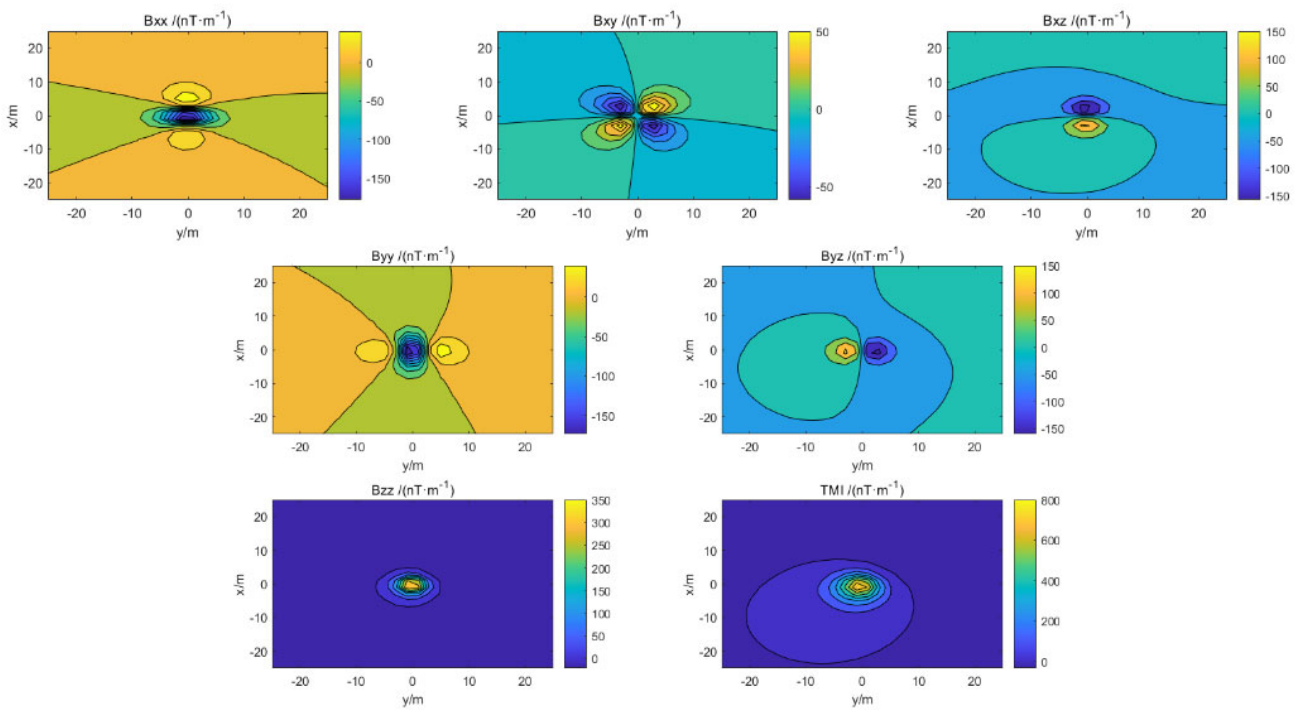 Bxx /(nT·m⁻¹)
20
10
0
-10
-20
x/m
-20 -10 0 10 20
y/m
0
-50
-100
-150
Bxy /(nT·m⁻¹)
20
10
0
-10
-20
x/m
-20 -10 0 10 20
y/m
50
0
-50
Bxz /(nT·m⁻¹)
20
10
0
-10
-20
x/m
-20 -10 0 10 20
y/m
150
100
50
0
-50
-100
-150
Byy /(nT·m⁻¹)
20
10
0
-10
-20
x/m
-20 -10 0 10 20
y/m
0
-50
-100
-150
Byz /(nT·m⁻¹)
20
10
0
-10
-20
x/m
-20 -10 0 10 20
y/m
150
100
50
0
-50
-100
-150
Bzz /(nT·m⁻¹)
20
10
0
-10
-20
x/m
-20 -10 0 10 20
y/m
350
300
250
200
150
100
50
0
TMI /(nT·m⁻¹)
20
10
0
-10
-20
x/m
-20 -10 0 10 20
y/m
800
600
400
200
0